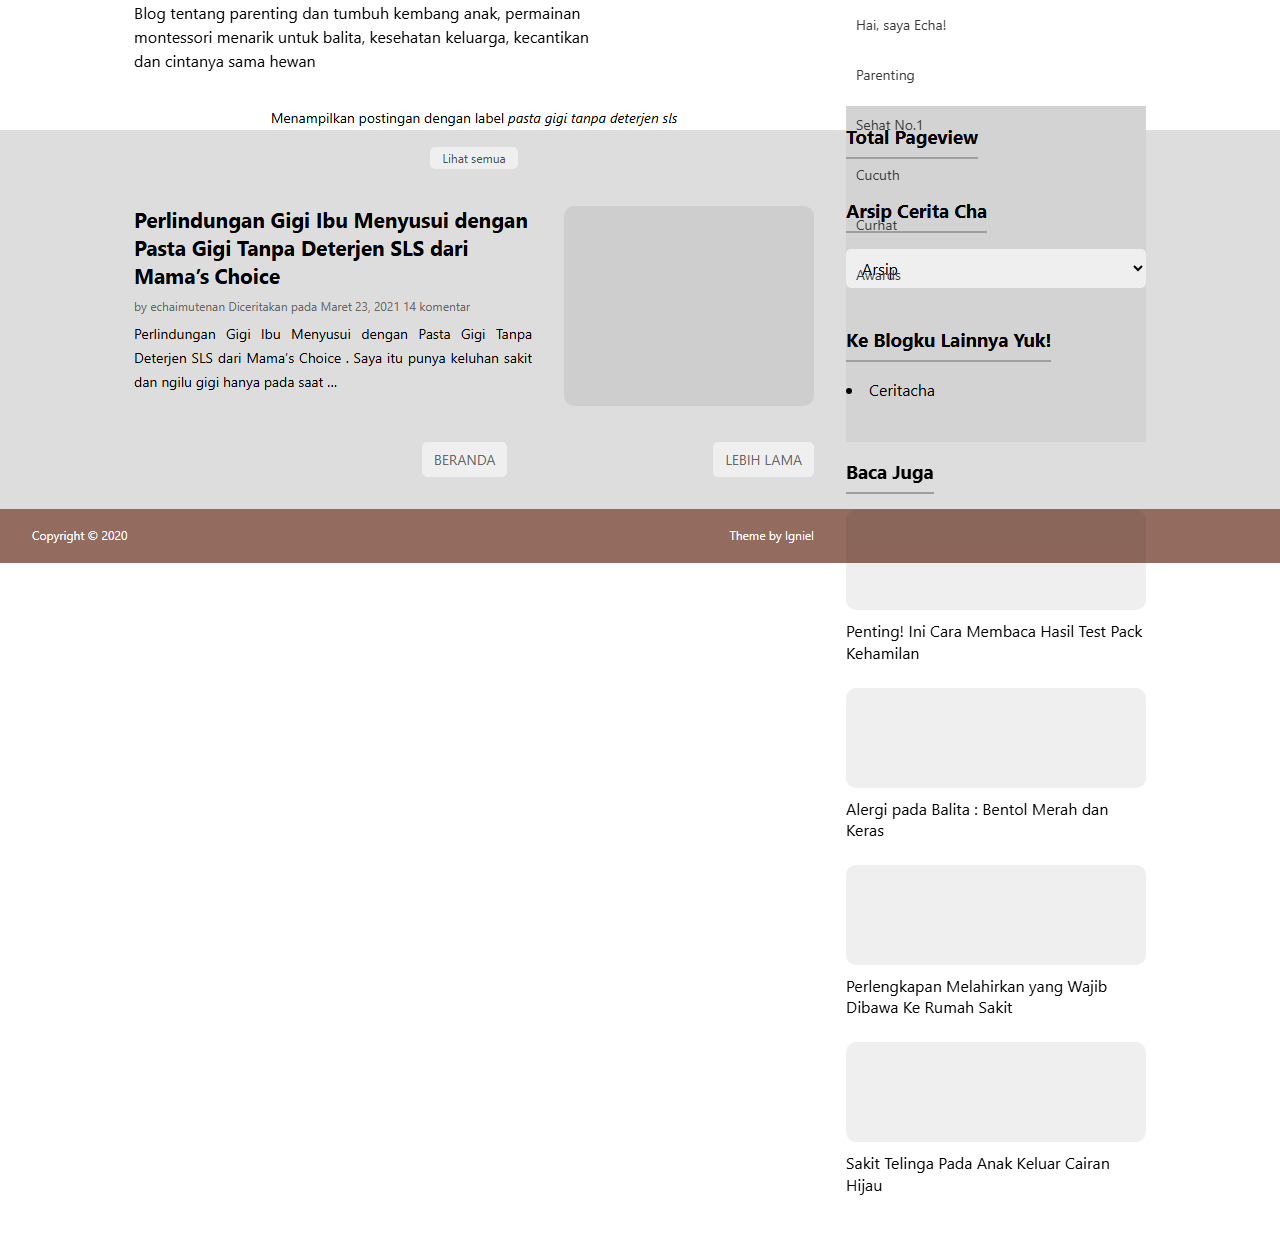 Blog tentang parenting dan tumbuh kembang anak, permainan
montessori menarik untuk balita, kesehatan keluarga, kecantikan
dan cintanya sama hewan
Menampilkan postingan dengan label pasta gigi tanpa deterjen sls
Lihat semua
Perlindungan Gigi Ibu Menyusui dengan
Pasta Gigi Tanpa Deterjen SLS dari
Mama’s Choice
by echaimutenan Diceritakan pada Maret 23, 2021 14 komentar
Perlindungan Gigi Ibu Menyusui dengan Pasta Gigi Tanpa
Deterjen SLS dari Mama’s Choice . Saya itu punya keluhan sakit
dan ngilu gigi hanya pada saat …
BERANDA
LEBIH LAMA
Hai, saya Echa!
Parenting
Sehat No.1
Total Pageview
Cucuth
Arsip Cerita Cha
Curhat
Arsip
Awards
Ke Blogku Lainnya Yuk!
Ceritacha
Baca Juga
Penting! Ini Cara Membaca Hasil Test Pack
Kehamilan
Alergi pada Balita : Bentol Merah dan
Keras
Perlengkapan Melahirkan yang Wajib
Dibawa Ke Rumah Sakit
Sakit Telinga Pada Anak Keluar Cairan
Hijau
Copyright © 2020
Theme by Igniel